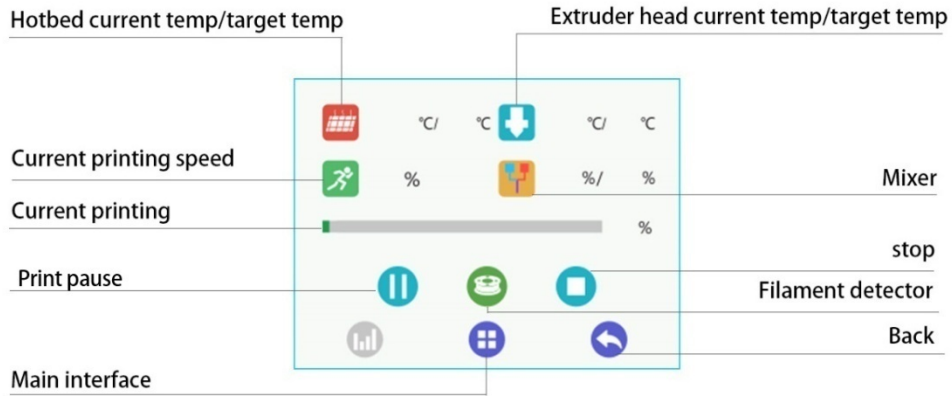 Hotbed current temp/target temp
Extruder head current temp/target temp
℃/ ℃ ℃/ ℃
Current printing speed
% %/ %
Mixer
Current printing
%
stop
Print pause
Filament detector
Back
Main interface